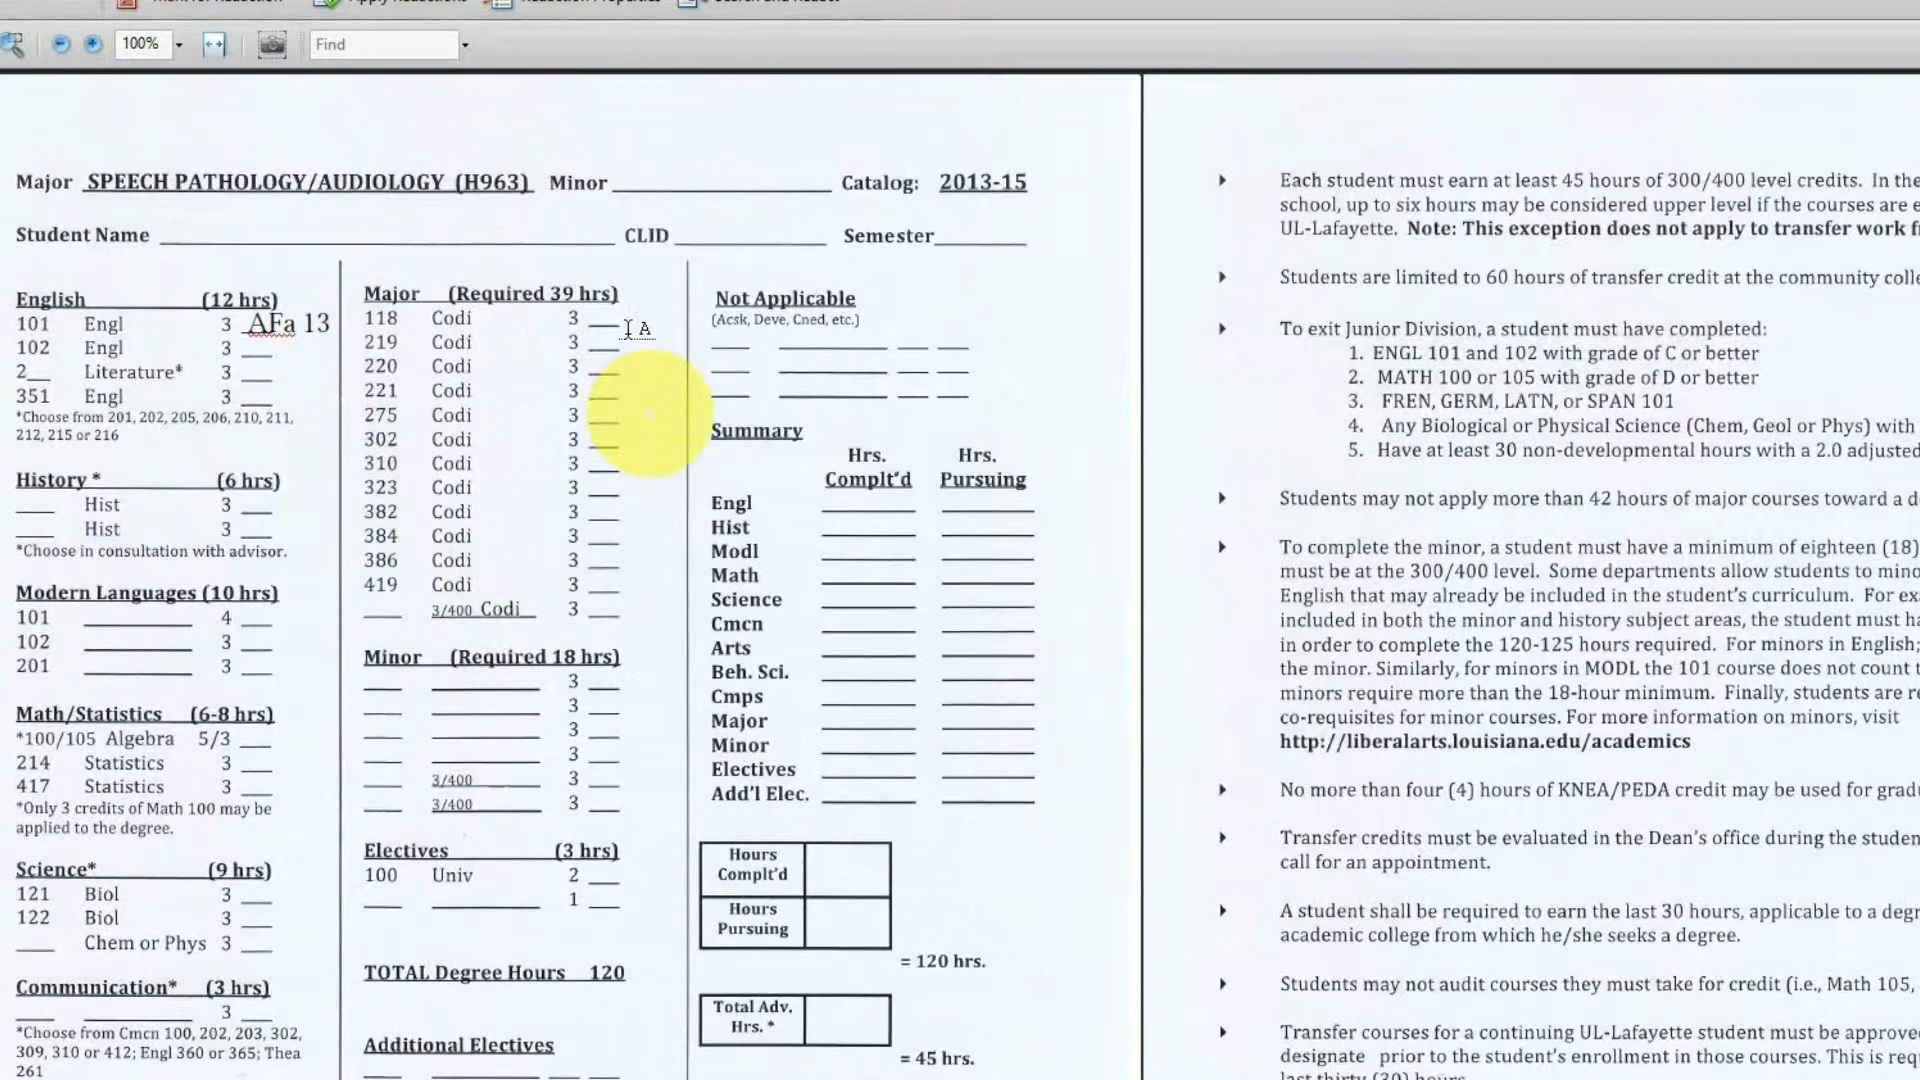 100%
Find
Major SPEECH PATHOLOGY/AUDIOLOGY (H963) Minor Catalog: 2013-15
Student Name CLID Semester
English (12 hrs)
101 Engl 3 AFa 13
102 Engl 3
2__ Literature* 3
351 Engl 3
*Choose from 201, 202, 205, 206, 210, 211,
212, 215 or 216
History * (6 hrs)
Hist 3
Hist 3
*Choose in consultation with advisor.
Modern Languages (10 hrs)
101 4
102 3
201 3
Math/Statistics (6-8 hrs)
*100/105 Algebra 5/3
214 Statistics 3
417 Statistics 3
*Only 3 credits of Math 100 may be
applied to the degree.
Science* (9 hrs)
121 Biol 3
122 Biol 3
Chem or Phys 3
Communication* (3 hrs)
3
*Choose from Cmcn 100, 202, 203, 302,
309, 310 or 412; Engl 360 or 365; Thea
261
Major (Required 39 hrs)
118 Codi 3 A
219 Codi 3
220 Codi 3
221 Codi 3
275 Codi 3
302 Codi 3
310 Codi 3
323 Codi 3
382 Codi 3
384 Codi 3
386 Codi 3
419 Codi 3
3/400 Codi 3
Minor (Required 18 hrs)
3
3
3
3
3/400 3
3/400 3
Electives (3 hrs)
100 Univ 2
1
TOTAL Degree Hours 120
Additional Electives
Not Applicable
(Acsk, Deve, Cned, etc.)
Summary
Hrs. Hrs.
Complt'd Pursuing
Engl
Hist
Modl
Math
Science
Cmcn
Arts
Beh. Sci.
Cmps
Major
Minor
Electives
Add'l Elec.
Hours
Complt'd
Hours
Pursuing
= 120 hrs.
Total Adv.
Hrs. *
= 45 hrs.
Each student must earn at least 45 hours of 300/400 level credits. In the
school, up to six hours may be considered upper level if the courses are e
UL-Lafayette. Note: This exception does not apply to transfer work f
Students are limited to 60 hours of transfer credit at the community coll
To exit Junior Division, a student must have completed:
1. ENGL 101 and 102 with grade of C or better
2. MATH 100 or 105 with grade of D or better
3. FREN, GERM, LATN, or SPAN 101
4. Any Biological or Physical Science (Chem, Geol or Phys) with
5. Have at least 30 non-developmental hours with a 2.0 adjusted
Students may not apply more than 42 hours of major courses toward a d
To complete the minor, a student must have a minimum of eighteen (18)
must be at the 300/400 level. Some departments allow students to mino
English that may already be included in the student's curriculum. For ex
included in both the minor and history subject areas, the student must ha
in order to complete the 120-125 hours required. For minors in English;
the minor. Similarly, for minors in MODL the 101 course does not count t
minors require more than the 18-hour minimum. Finally, students are re
co-requisites for minor courses. For more information on minors, visit
http://liberalarts.louisiana.edu/academics
No more than four (4) hours of KNEA/PEDA credit may be used for grad
Transfer credits must be evaluated in the Dean's office during the studen
call for an appointment.
A student shall be required to earn the last 30 hours, applicable to a degr
academic college from which he/she seeks a degree.
Students may not audit courses they must take for credit (i.e., Math 105,
Transfer courses for a continuing UL-Lafayette student must be approve
designate prior to the student's enrollment in those courses. This is req